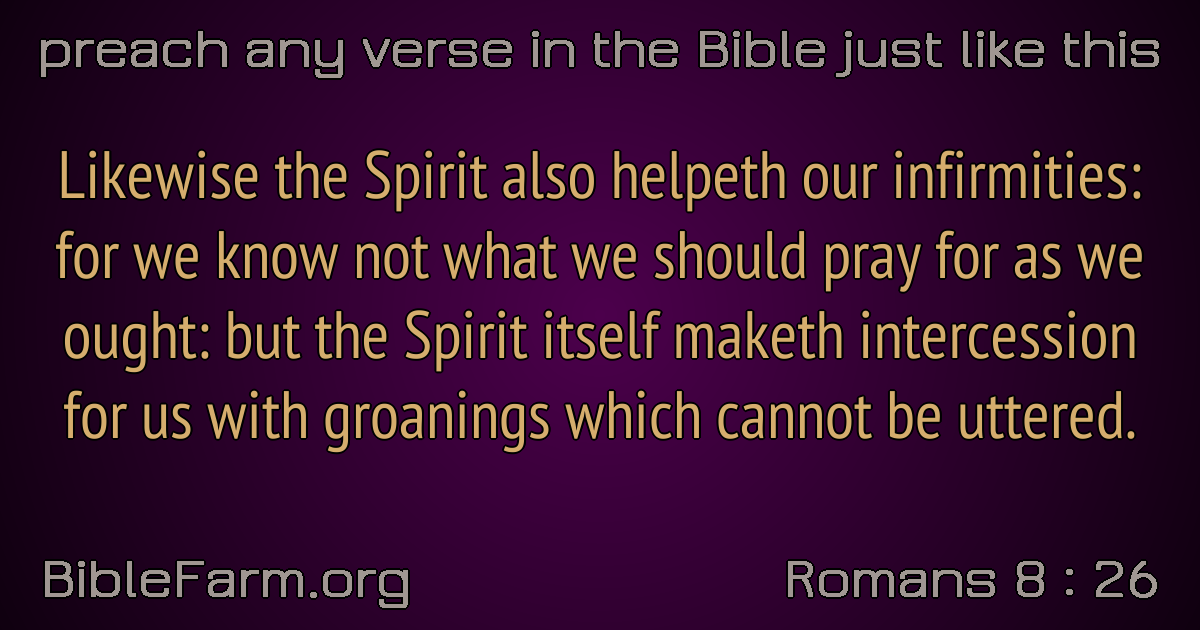 preach any verse in the Bible just like this
Likewise the Spirit also helpeth our infirmities:
for we know not what we should pray for as we
ought: but the Spirit itself maketh intercession
for us with groanings which cannot be uttered.
BibleFarm.org
Romans 8 : 26